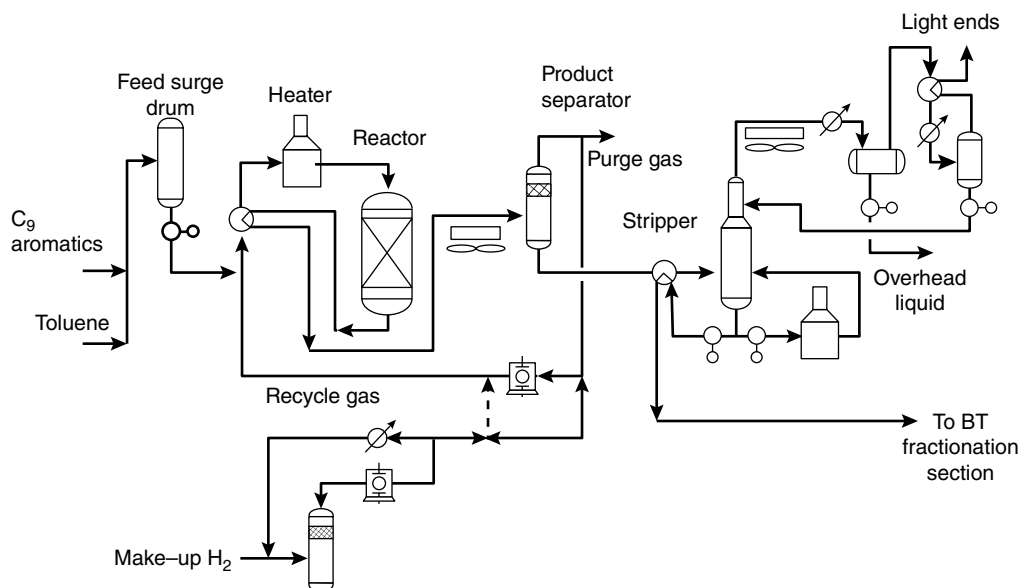 Light ends
Feed surge
drum
Heater
Reactor
Product
separator
Purge gas
Stripper
C9
aromatics
Toluene
Overhead
liquid
Recycle gas
To BT
fractionation
section
Make–up H2